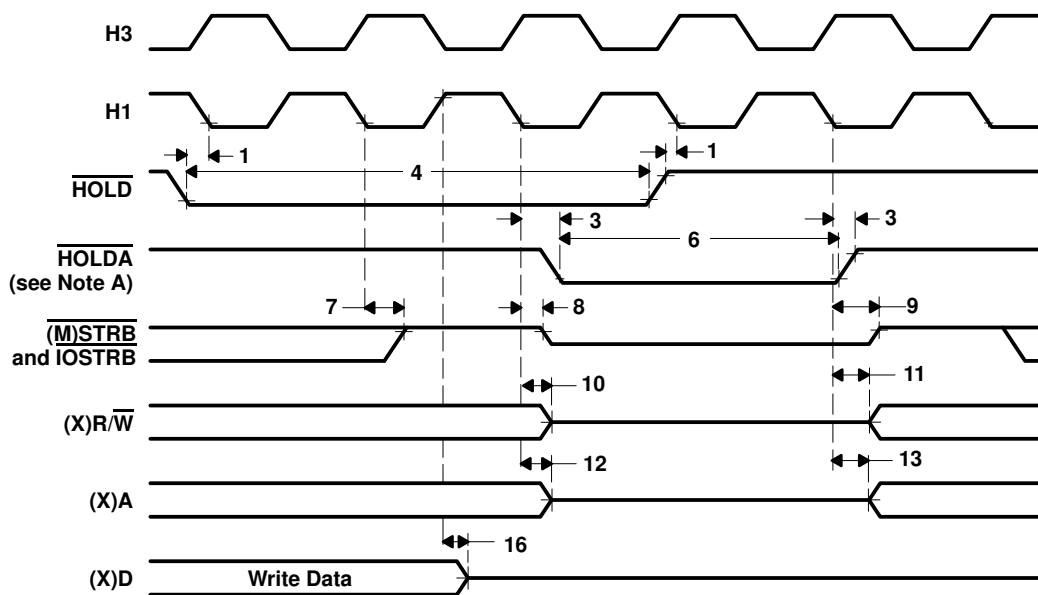 H3
H1
1
1
4
HOLD
3
3
6
HOLDA
(see Note A)
7
8
9
(M)STRB
and IOSTRB
10
11
(X)R/W
12
13
(X)A
16
(X)D
Write Data